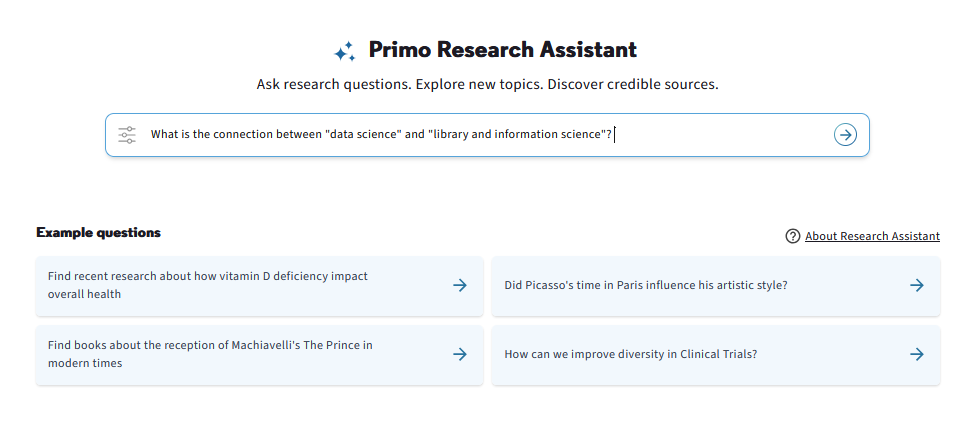 Primo Research Assistant
Ask research questions. Explore new topics. Discover credible sources.
What is the connection between "data science" and "library and information science"?
Example questions
About Research Assistant
Find recent research about how vitamin D deficiency impact
overall health
Did Picasso's time in Paris influence his artistic style?
Find books about the reception of Machiavelli's The Prince in
modern times
How can we improve diversity in Clinical Trials?